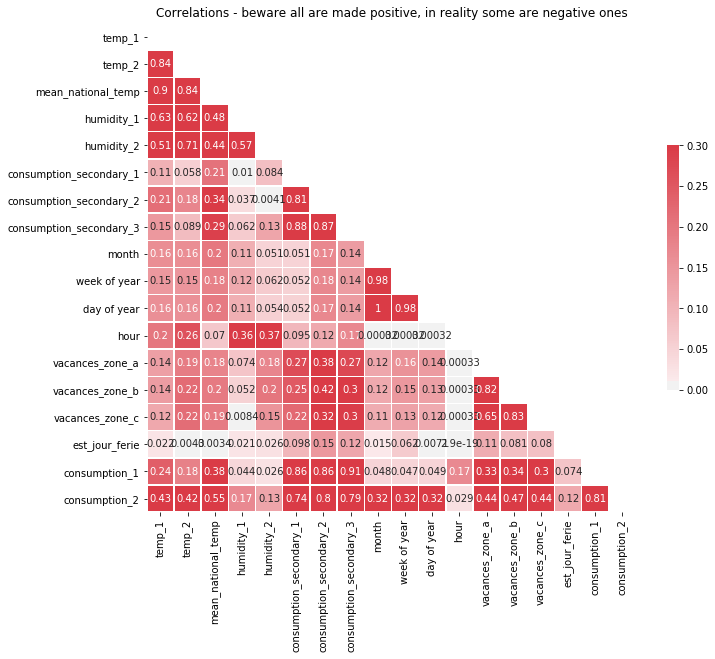 Correlations - beware all are made positive, in reality some are negative ones
temp_1
temp_2 0.84
mean_national_temp 0.9 0.84
humidity_1 0.63 0.62 0.48
humidity_2 0.51 0.71 0.44 0.57
consumption_secondary_1 0.11 0.058 0.21 0.01 0.084
consumption_secondary_2 0.21 0.18 0.34 0.037 0.0041 0.81
consumption_secondary_3 0.15 0.089 0.29 0.062 0.13 0.88 0.87
month 0.16 0.16 0.2 0.11 0.051 0.051 0.17 0.14
week of year 0.15 0.15 0.18 0.12 0.062 0.052 0.18 0.14 0.98
day of year 0.16 0.16 0.2 0.11 0.054 0.052 0.17 0.14 1 0.98
hour 0.2 0.26 0.07 0.36 0.37 0.095 0.12 0.17
vacances_zone_a 0.14 0.19 0.18 0.074 0.18 0.27 0.38 0.27 0.12 0.16 0.14 0.00033
vacances_zone_b 0.14 0.22 0.2 0.052 0.2 0.25 0.42 0.3 0.12 0.15 0.13 0.82
vacances_zone_c 0.12 0.22 0.19 0.0084 0.15 0.22 0.32 0.3 0.11 0.13 0.12 0.65 0.83
est_jour_ferie 0.0034 0.021 0.026 0.098 0.15 0.12 0.015 0.062 0.11 0.081 0.08
consumption_1 0.24 0.18 0.38 0.044 0.026 0.86 0.86 0.91 0.048 0.047 0.049 0.17 0.33 0.34 0.3 0.074
consumption_2 0.43 0.42 0.55 0.17 0.13 0.74 0.8 0.79 0.32 0.32 0.32 0.029 0.44 0.47 0.44 0.12 0.81
temp_1
temp_2
mean_national_temp
humidity_1
humidity_2
consumption_secondary_1
consumption_secondary_2
consumption_secondary_3
month
week of year
day of year
hour
vacances_zone_a
vacances_zone_b
vacances_zone_c
est_jour_ferie
consumption_1
consumption_2
0.30
0.25
0.20
0.15
0.10
0.05
0.00